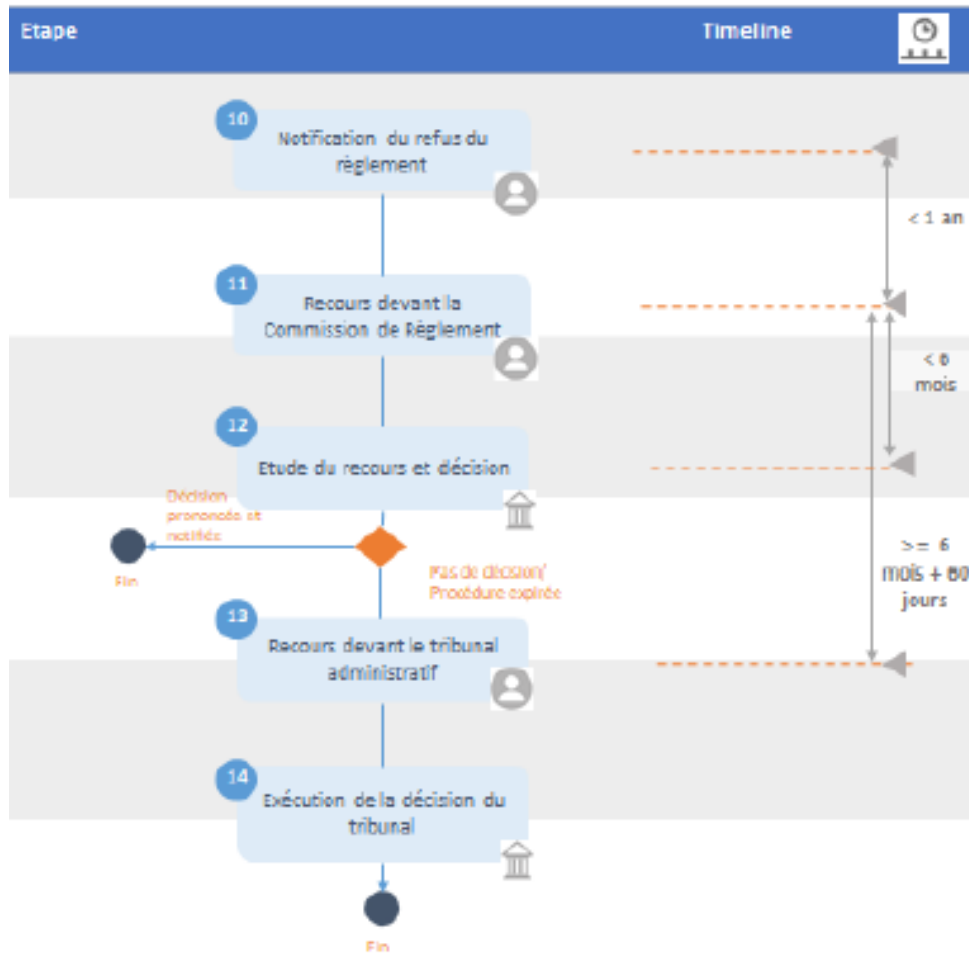 Etape
Timeline
10
Notification du refus du
règlement
< 1 an
11
Recours devant la
Commission de Règlement
< 6
mois
12
Etude du recours et décision
Décision
prononcée et
notifiée
Fin
Pas de décision/
Procédure expirée
>= 6
mois + 60
jours
13
Recours devant le tribunal
administratif
14
Exécution de la décision du
tribunal
Fin